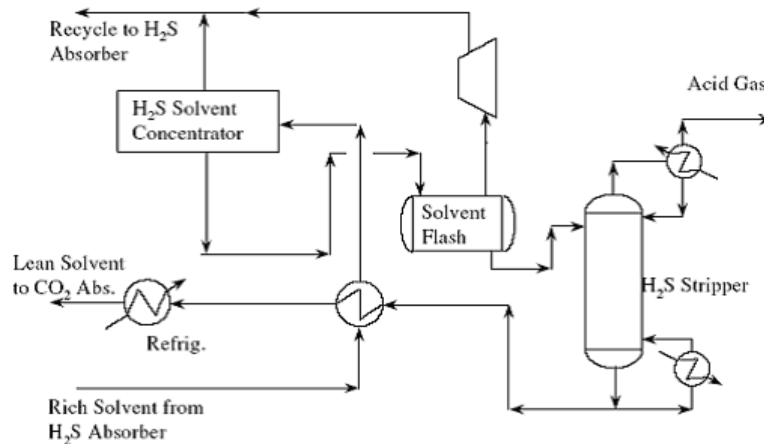 Recycle to H₂S
Absorber
Acid Gas
H₂S Solvent
Concentrator
Solvent
Flash
Lean Solvent
to CO₂ Abs.
H₂S Stripper
Refrig.
Rich Solvent from
H₂S Absorber